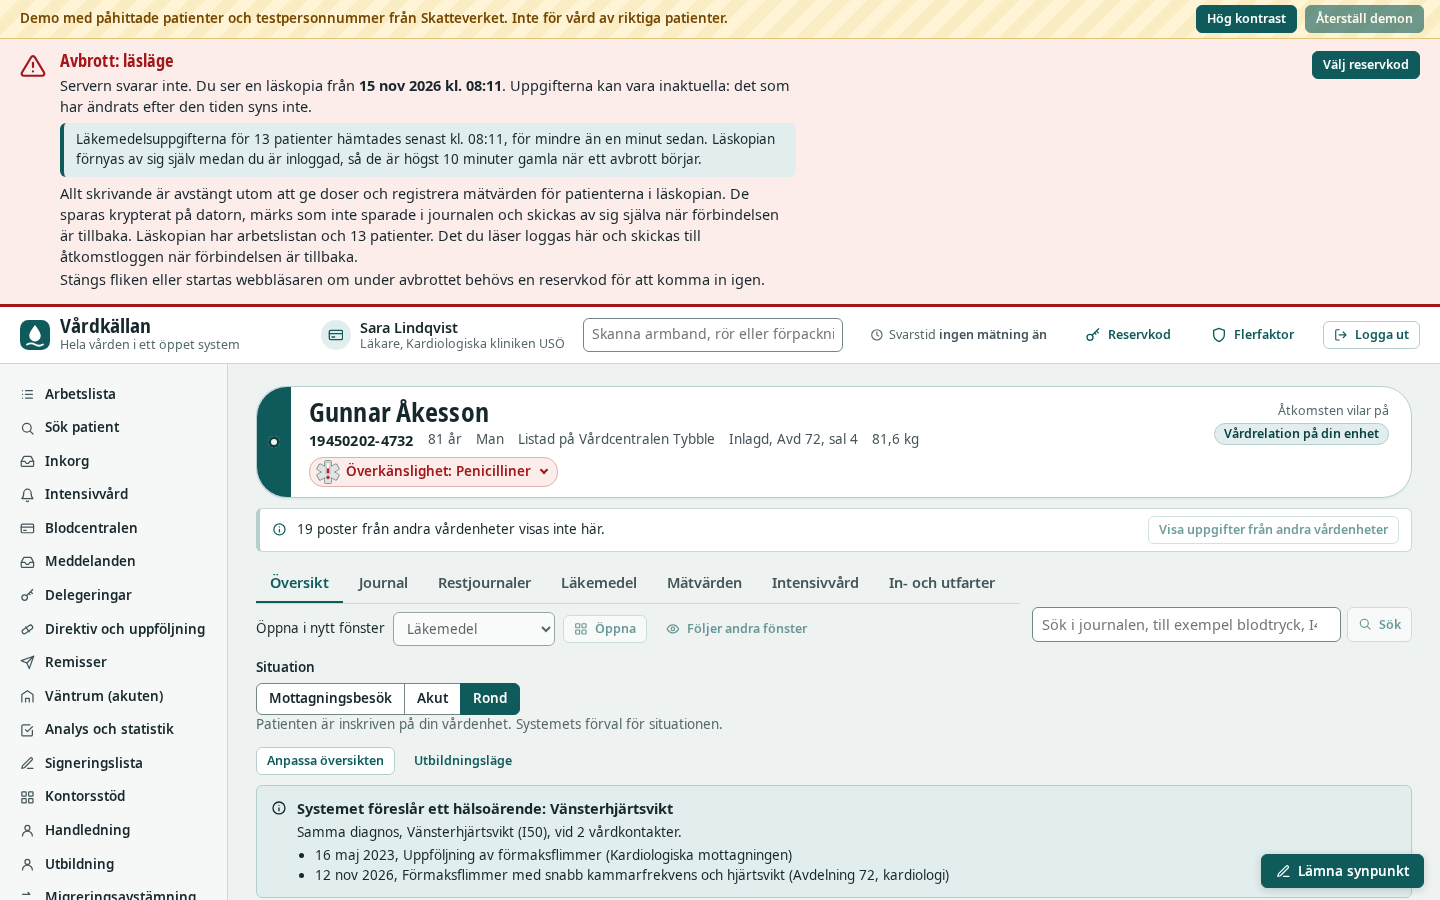 Demo med påhittade patienter och testpersonnummer från Skatteverket. Inte för vård av riktiga patienter.
Hög kontrast
Återställ demon
Avbrott: läsläge
Välj reservkod
Servern svarar inte. Du ser en läskopia från 15 nov 2026 kl. 08:11. Uppgifterna kan vara inaktuella: det som
har ändrats efter den tiden syns inte.
Läkemedelsuppgifterna för 13 patienter hämtades senast kl. 08:11, för mindre än en minut sedan. Läskopian
förnyas av sig själv medan du är inloggad, så de är högst 10 minuter gamla när ett avbrott börjar.
Allt skrivande är avstängt utom att ge doser och registrera mätvärden för patienterna i läskopian. De
sparas krypterat på datorn, märks som inte sparade i journalen och skickas av sig själva när förbindelsen
är tillbaka. Läskopian har arbetslistan och 13 patienter. Det du läser loggas här och skickas till
åtkomstloggen när förbindelsen är tillbaka.
Stängs fliken eller startas webbläsaren om under avbrottet behövs en reservkod för att komma in igen.
Vårdkällan
Hela vården i ett öppet system
Sara Lindqvist
Läkare, Kardiologiska kliniken USÖ
Skanna armband, rör eller förpackni
Svarstid ingen mätning än
Reservkod
Flerfaktor
Logga ut
Arbetslista
Sök patient
Inkorg
Intensivvård
Blodcentralen
Meddelanden
Delegeringar
Direktiv och uppföljning
Remisser
Väntrum (akuten)
Analys och statistik
Signeringslista
Kontorsstöd
Handledning
Utbildning
Migreringsavstämning
Gunnar Åkesson
19450202-4732 81 år Man Listad på Vårdcentralen Tybble Inlagd, Avd 72, sal 4 81,6 kg
Överkänslighet: Penicilliner
Åtkomsten vilar på
Vårdrelation på din enhet
19 poster från andra vårdenheter visas inte här.
Visa uppgifter från andra vårdenheter
Översikt Journal Restjournaler Läkemedel Mätvärden Intensivvård In- och utfarter
Öppna i nytt fönster
Läkemedel
Öppna
Följer andra fönster
Sök i journalen, till exempel blodtryck, I4
Sök
Situation
Mottagningsbesök Akut Rond
Patienten är inskriven på din vårdenhet. Systemets förval för situationen.
Anpassa översikten
Utbildningsläge
Systemet föreslår ett hälsoärende: Vänsterhjärtsvikt
Samma diagnos, Vänsterhjärtsvikt (I50), vid 2 vårdkontakter.
16 maj 2023, Uppföljning av förmaksflimmer (Kardiologiska mottagningen)
12 nov 2026, Förmaksflimmer med snabb kammarfrekvens och hjärtsvikt (Avdelning 72, kardiologi)
Lämna synpunkt